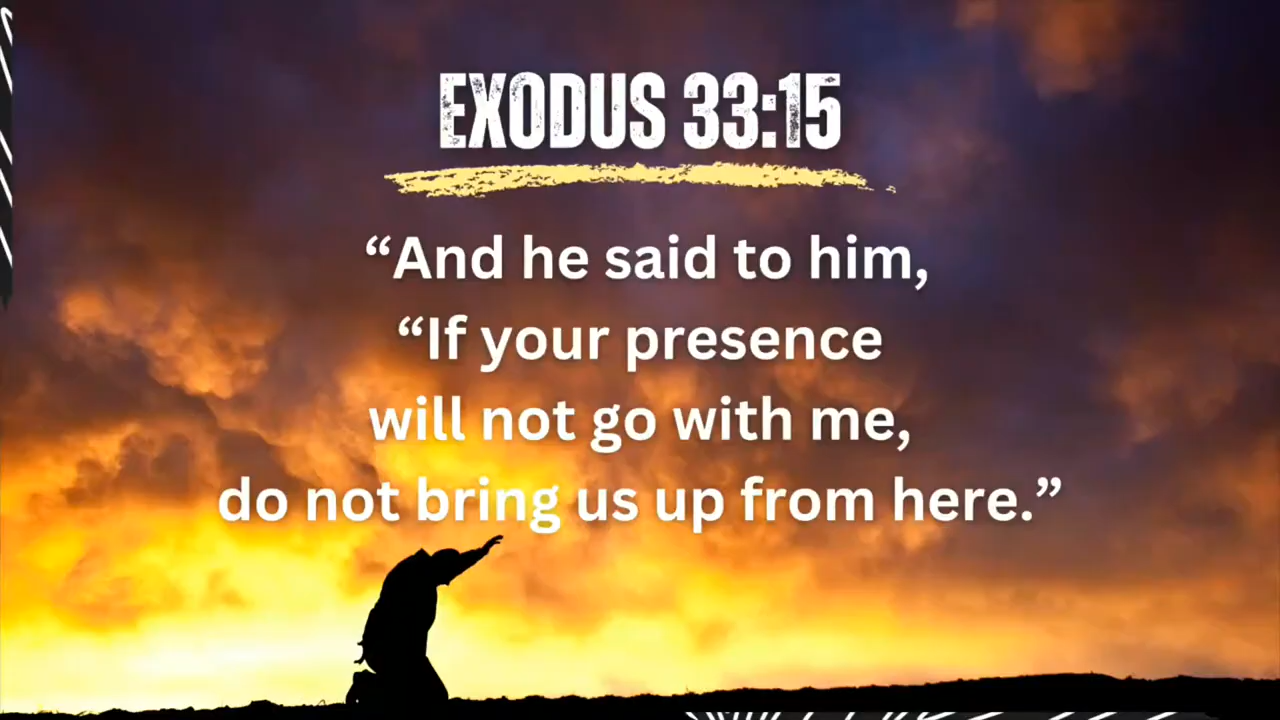 EXODUS 33:15
“And he said to him,
“If your presence
will not go with me,
do not bring us up from here.”